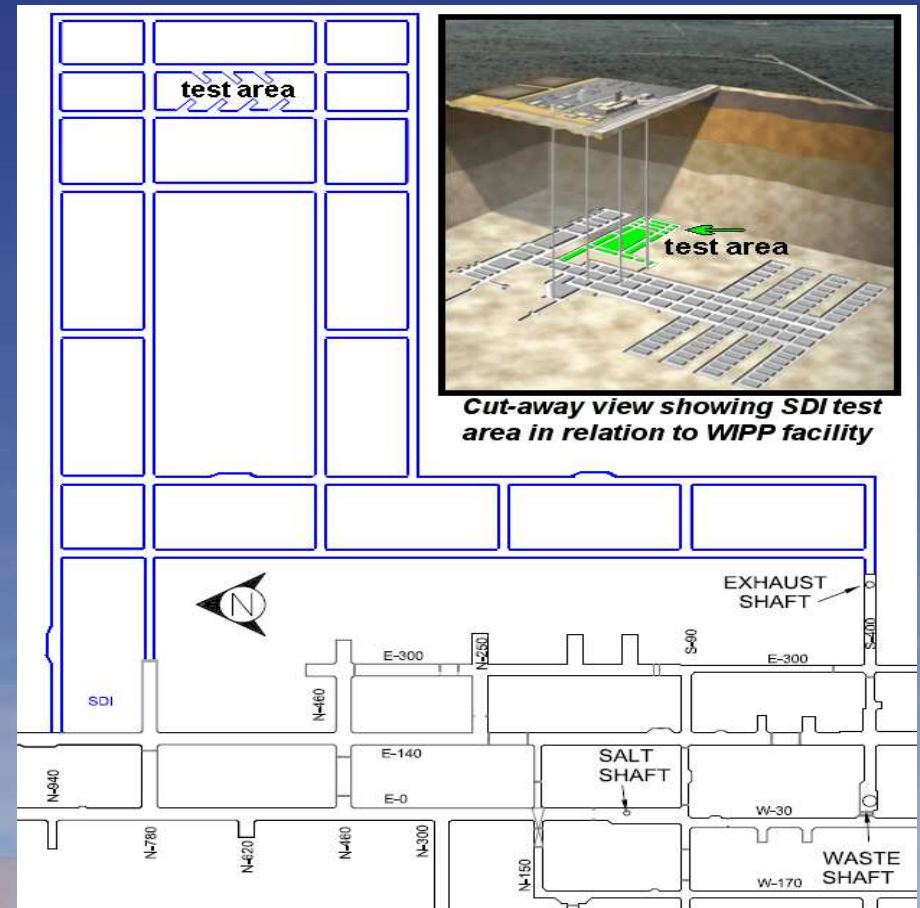 test area
test area
Cut-away view showing SDI test
area in relation to WIPP facility
N
EXHAUST
SHAFT
S-400
E-300
N-250
S-90
E-300
SDI
N-460
E-140
SALT
SHAFT
N-940
E-0
W-30
N-780
N-620
N-460
N-300
N-150
W-170
WASTE
SHAFT